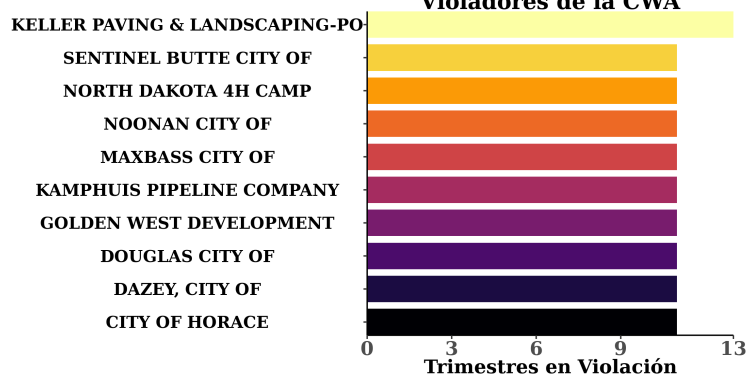 Violadores de la CWA
KELLER PAVING & LANDSCAPING-PO
SENTINEL BUTTE CITY OF
NORTH DAKOTA 4H CAMP
NOONAN CITY OF
MAXBASS CITY OF
KAMPHUIS PIPELINE COMPANY
GOLDEN WEST DEVELOPMENT
DOUGLAS CITY OF
DAZEY, CITY OF
CITY OF HORACE
0 3 6 9 13
Trimestres en Violación